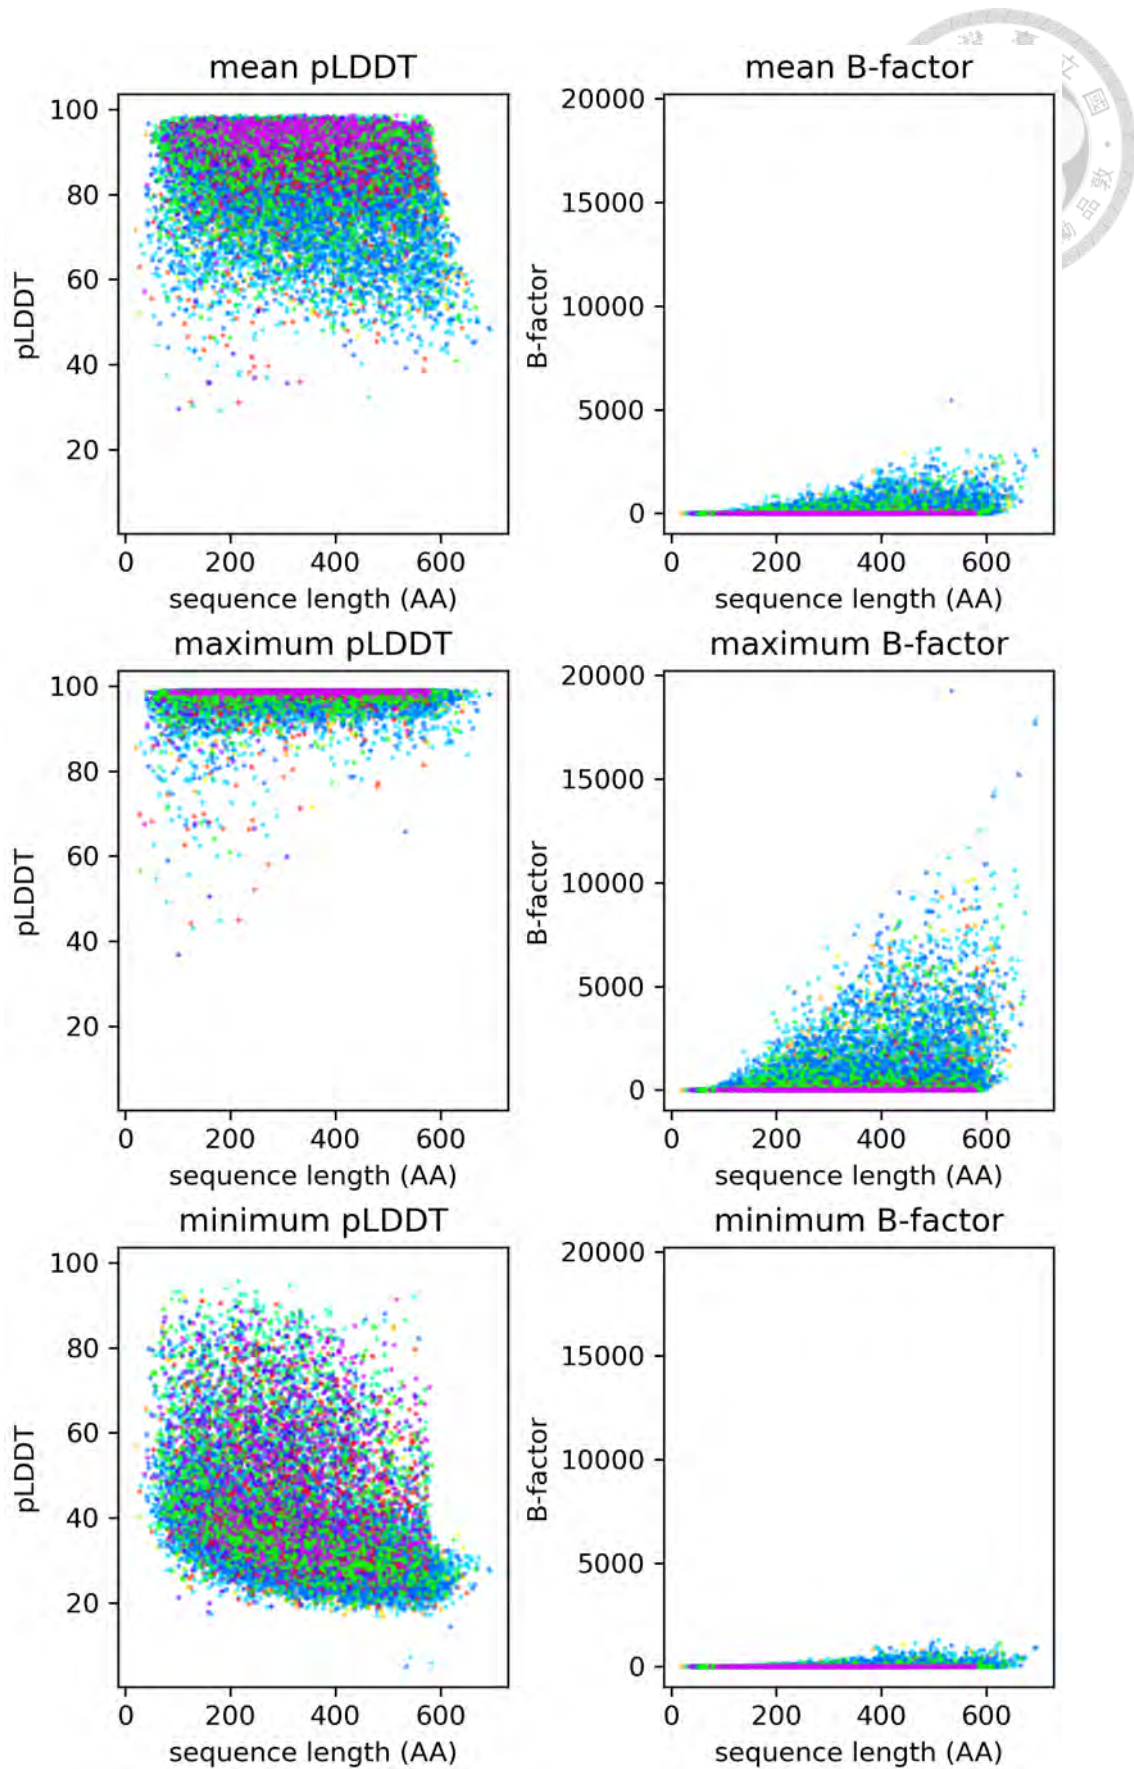 mean pLDDT
100
80
60
40
20
pLDDT
0 200 400 600
sequence length (AA)
mean B-factor
20000
15000
10000
5000
0
B-factor
0 200 400 600
sequence length (AA)
maximum pLDDT
100
80
60
40
20
pLDDT
0 200 400 600
sequence length (AA)
maximum B-factor
20000
15000
10000
5000
0
B-factor
0 200 400 600
sequence length (AA)
minimum pLDDT
100
80
60
40
20
pLDDT
0 200 400 600
sequence length (AA)
minimum B-factor
20000
15000
10000
5000
0
B-factor
0 200 400 600
sequence length (AA)